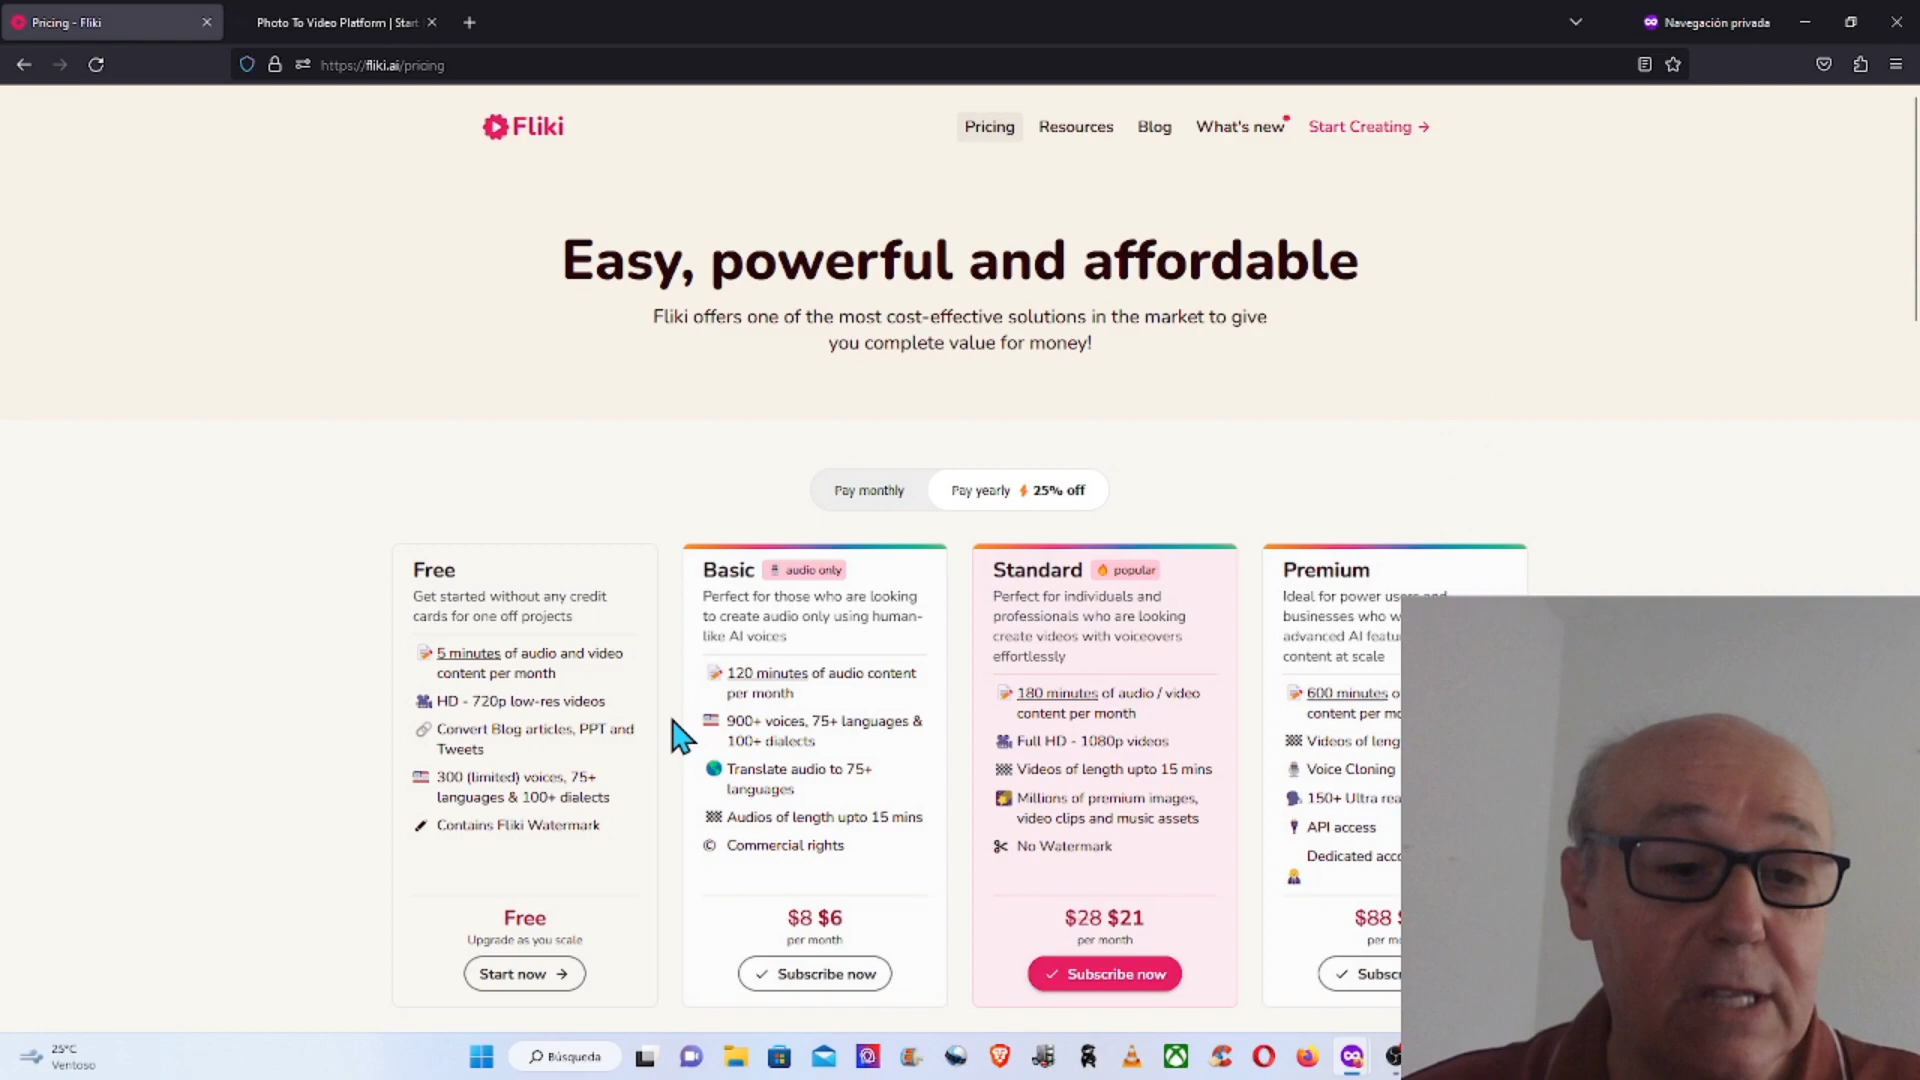 Pricing - Fliki
Photo To Video Platform | Start
Navegación privada
https://fliki.ai/pricing
Fliki
Pricing
Resources
Blog
What's new
Start Creating →
Easy, powerful and affordable
Fliki offers one of the most cost-effective solutions in the market to give
you complete value for money!
Pay monthly
Pay yearly 25% off
Free
Get started without any credit
cards for one off projects
5 minutes of audio and video
content per month
HD - 720p low-res videos
Convert Blog articles, PPT and
Tweets
300 (limited) voices, 75+
languages & 100+ dialects
Contains Fliki Watermark
Free
Upgrade as you scale
Start now →
Basic audio only
Perfect for those who are looking
to create audio only using human-
like AI voices
120 minutes of audio content
per month
900+ voices, 75+ languages &
100+ dialects
Translate audio to 75+
languages
Audios of length upto 15 mins
© Commercial rights
$8 $6
per month
Subscribe now
Standard popular
Perfect for individuals and
professionals who are looking
create videos with voiceovers
effortlessly
180 minutes of audio / video
content per month
Full HD - 1080p videos
Videos of length upto 15 mins
Millions of premium images,
video clips and music assets
No Watermark
$28 $21
per month
Subscribe now
Premium
Ideal for power users and
businesses who w
advanced AI featu
content at scale
600 minutes o
content per mo
Videos of leng
Voice Cloning
150+ Ultra rea
API access
Dedicated acco
$88
per m
Subsc
25°C
Ventoso
Búsqueda